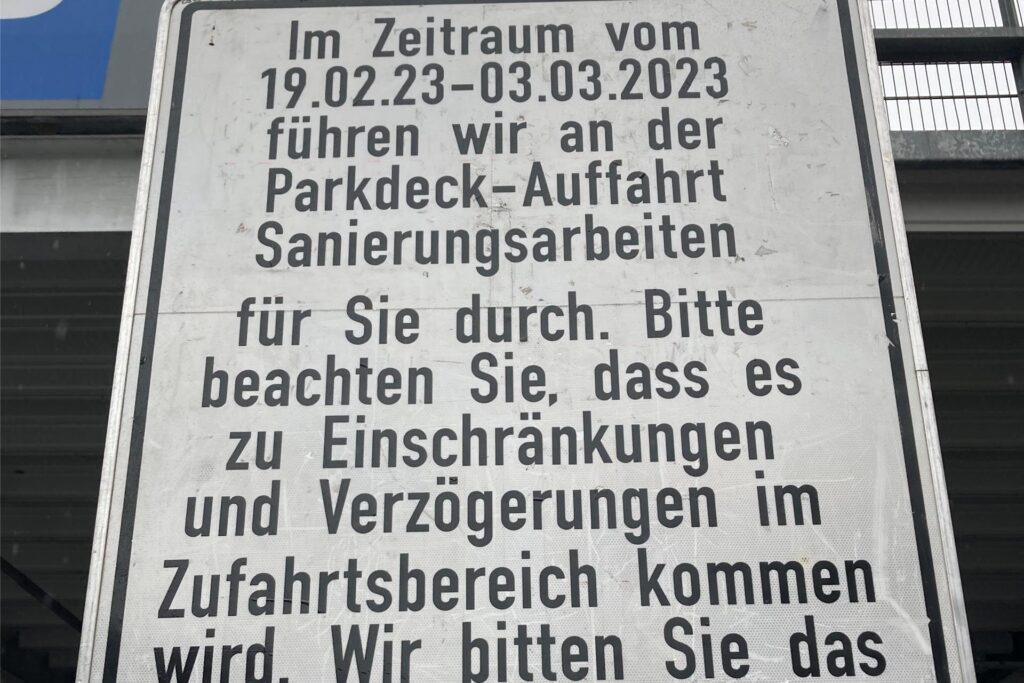 Im Zeitraum vom
19.02.23-03.03.2023
führen wir an der
Parkdeck-Auffahrt
Sanierungsarbeiten
für Sie durch. Bitte
beachten Sie, dass es
zu Einschränkungen
und Verzögerungen im
Zufahrtsbereich kommen
wird. Wir bitten Sie das